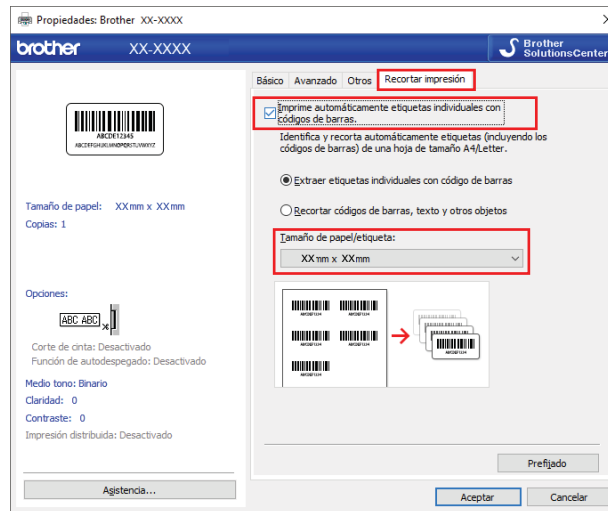 Propiedades: Brother XX-XXXX
brother XX-XXXX
Brother
SolutionsCenter
Básico Avanzado Otros Recortar impresión
ABCDE12345
Imprime automáticamente etiquetas individuales con
códigos de barras.
Identifica y recorta automáticamente etiquetas (incluyendo los
códigos de barras) de una hoja de tamaño A4/Letter.
Extraer etiquetas individuales con código de barras
Recortar códigos de barras, texto y otros objetos
Tamaño de papel/etiqueta:
XX mm x XXmm
Tamaño de papel: XXmm x XXmm
Copias: 1
Opciones:
ABC ABC
Corte de cinta: Desactivado
Función de autodespegado: Desactivado
Medio tono: Binario
Claridad: 0
Contraste: 0
Impresión distribuida: Desactivado
Prefijado
Asistencia...
Aceptar Cancelar